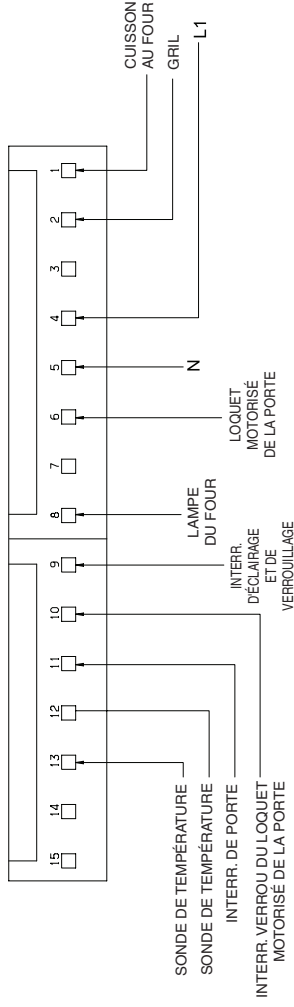 15 14 13 12 11 10 9 8 7 6 5 4 3 2 1
CUISSON
AU FOUR
GRIL
L1
N
LOQUET
MOTORISÉ
DE LA PORTE
LAMPE
DU FOUR
INTERR.
D'ÉCLAIRAGE
ET DE
VERROUILLAGE
SONDE DE TEMPÉRATURE
SONDE DE TEMPÉRATURE
INTERR. DE PORTE
INTERR. VERROU DU LOQUET
MOTORISÉ DE LA PORTE